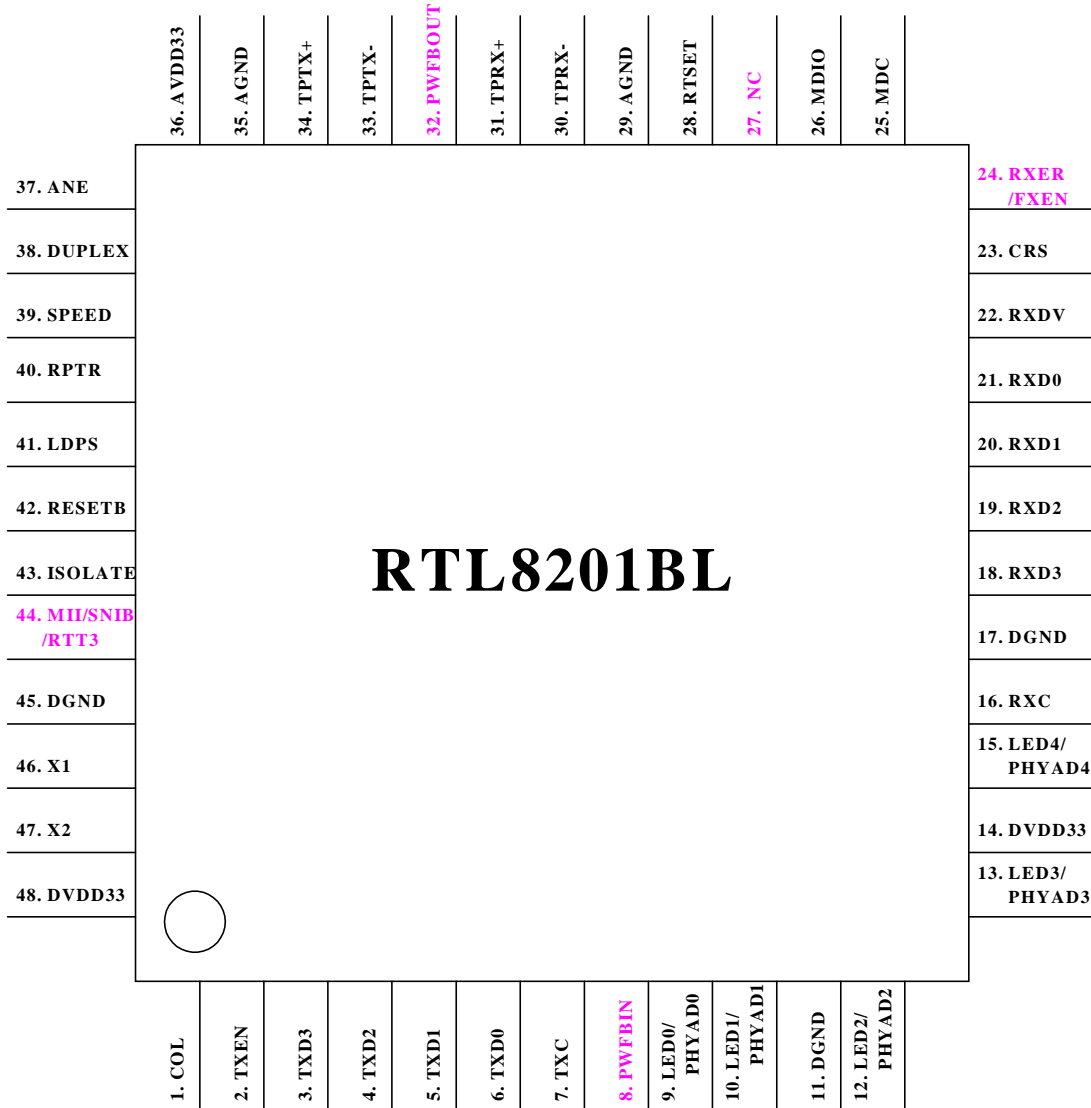 36. AVDD33
35. AGND
34. TPTX+
33. TPTX-
32. PWFBOUT
31. TPRX+
30. TPRX-
29. AGND
28. RTSET
27. NC
26. MDIO
25. MDC
37. ANE
38. DUPLEX
39. SPEED
40. RPTR
41. LDPS
42. RESETB
43. ISOLATE
44. MII/SNIB
/RTT3
45. DGND
46. X1
47. X2
48. DVDD33
RTL8201BL
24. RXER
/FXEN
23. CRS
22. RXDV
21. RXD0
20. RXD1
19. RXD2
18. RXD3
17. DGND
16. RXC
15. LED4/
PHYAD4
14. DVDD33
13. LED3/
PHYAD3
1. COL
2. TXEN
3. TXD3
4. TXD2
5. TXD1
6. TXD0
7. TXC
8. PWFBIN
9. LED0/
PHYAD0
10. LED1/
PHYAD1
11. DGND
12. LED2/
PHYAD2